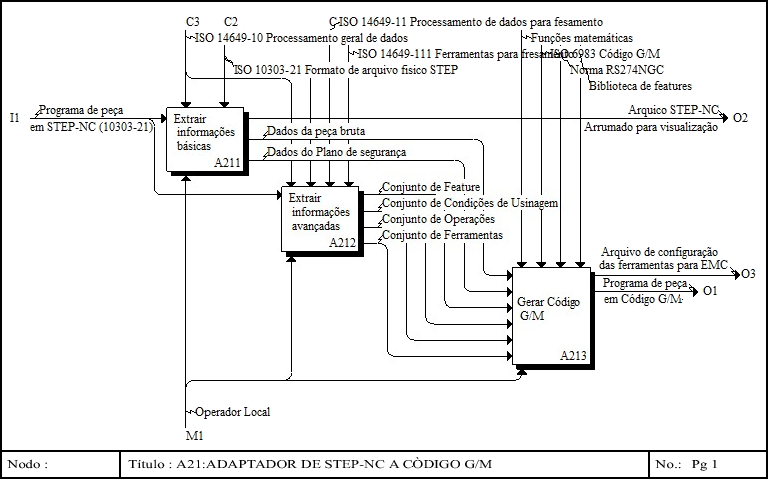 C3
C2
ISO 14649-11 Processamento de dados para fesamento
ISO 14649-10 Processamento geral de dados
Funções matemáticas
ISO 14649-111 Ferramentas para
ISO 6983 Código G/M
ISO 10303-21 Formato de arquivo fisico STEP
Norma RS274NGC
Biblioteca de features
I1
Programa de peça
em STEP-NC (10303-21)
Extrair
informações
básicas
A211
Arquico STEP-NC
Arrumado para visualização
O2
Dados da peça bruta
Dados do Plano de segurança
Extrair
informações
avançadas
A212
Conjunto de Feature
Conjunto de Condições de Usinagem
Conjunto de Operações
Conjunto de Ferramentas
Gerar Código
G/M
A213
Arquivo de configuração
das ferramentas para EMC
O3
Programa de peça
em Código G/M
O1
Operador Local
M1
Nodo :
Título : A21:ADAPTADOR DE STEP-NC A CÒDIGO G/M
No.: Pg 1